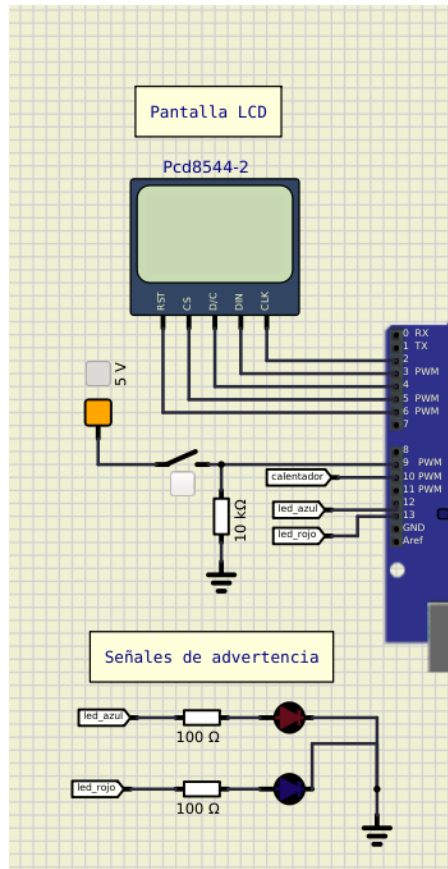 Pantalla LCD
Pcd8544-2
RST
CS
D/C
DIN
CLK
0 RX
1 TX
2
3 PWM
4
5 PWM
6 PWM
7
5 V
8
9 PWM
10 PWM
11 PWM
12
13
GND
Aref
calentador
led_azul
led_rojo
10 kΩ
Señales de advertencia
led_azul
100 Ω
led_rojo
100 Ω